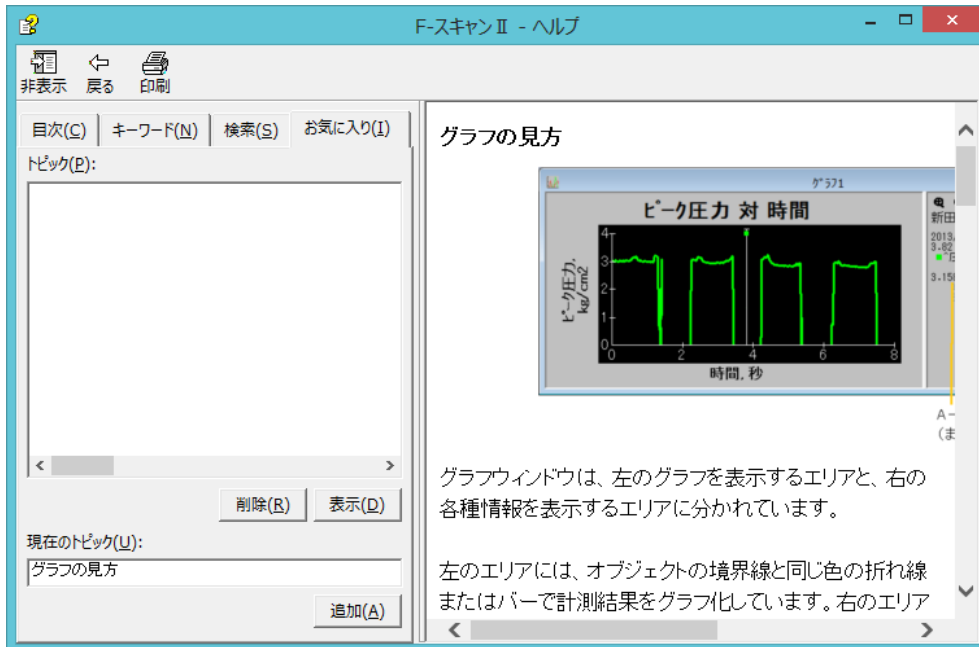 F-スキャンⅡ - ヘルプ
非表示 戻る 印刷
目次(C) キーワード(N) 検索(S) お気に入り(I)
トピック(P):
削除(R) 表示(D)
現在のトピック(U):
グラフの見方
追加(A)
グラフの見方
グラフ1
ピーク圧力 対 時間
ピーク圧力,
kg/cm2
4
3
2
1
0
0 2 4 6 8
時間, 秒
新田
2013,
3.82
3.158
A-
(ま
グラフウィンドウは、左のグラフを表示するエリアと、右の
各種情報を表示するエリアに分かれています。
左のエリアには、オブジェクトの境界線と同じ色の折れ線
またはバーで計測結果をグラフ化しています。右のエリア